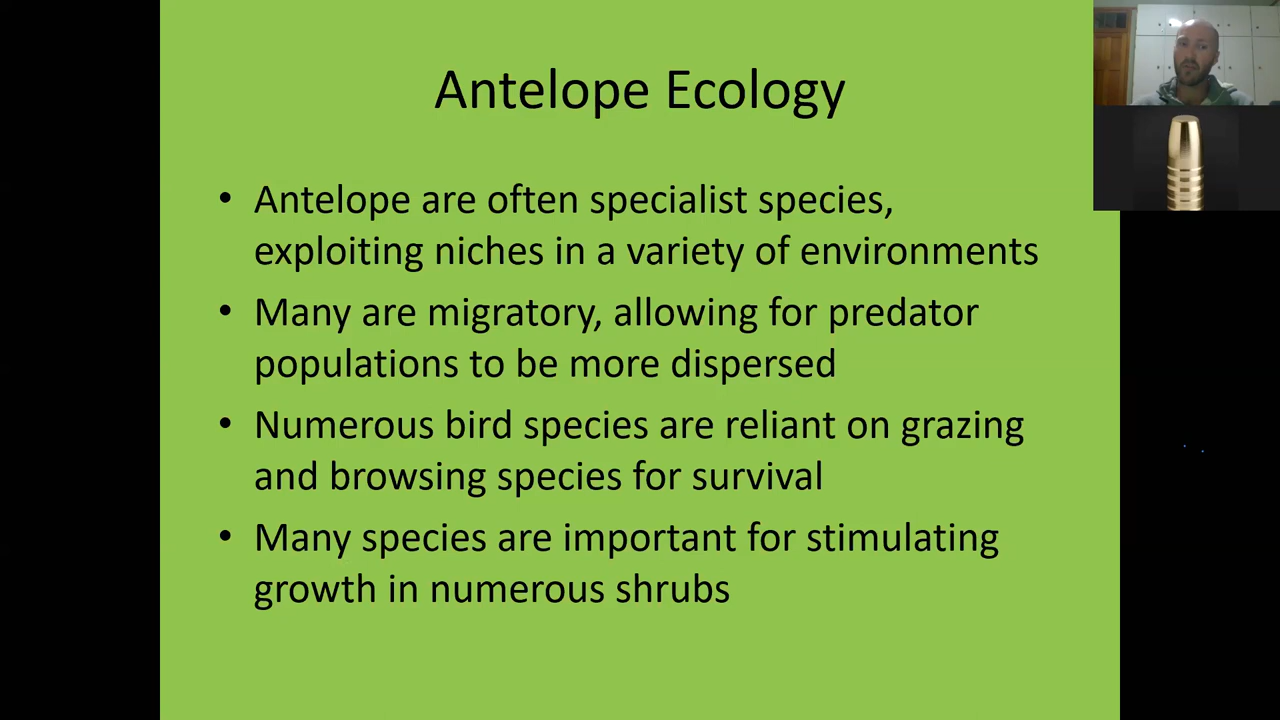 Antelope Ecology
• Antelope are often specialist species,
exploiting niches in a variety of environments
• Many are migratory, allowing for predator
populations to be more dispersed
• Numerous bird species are reliant on grazing
and browsing species for survival
• Many species are important for stimulating
growth in numerous shrubs